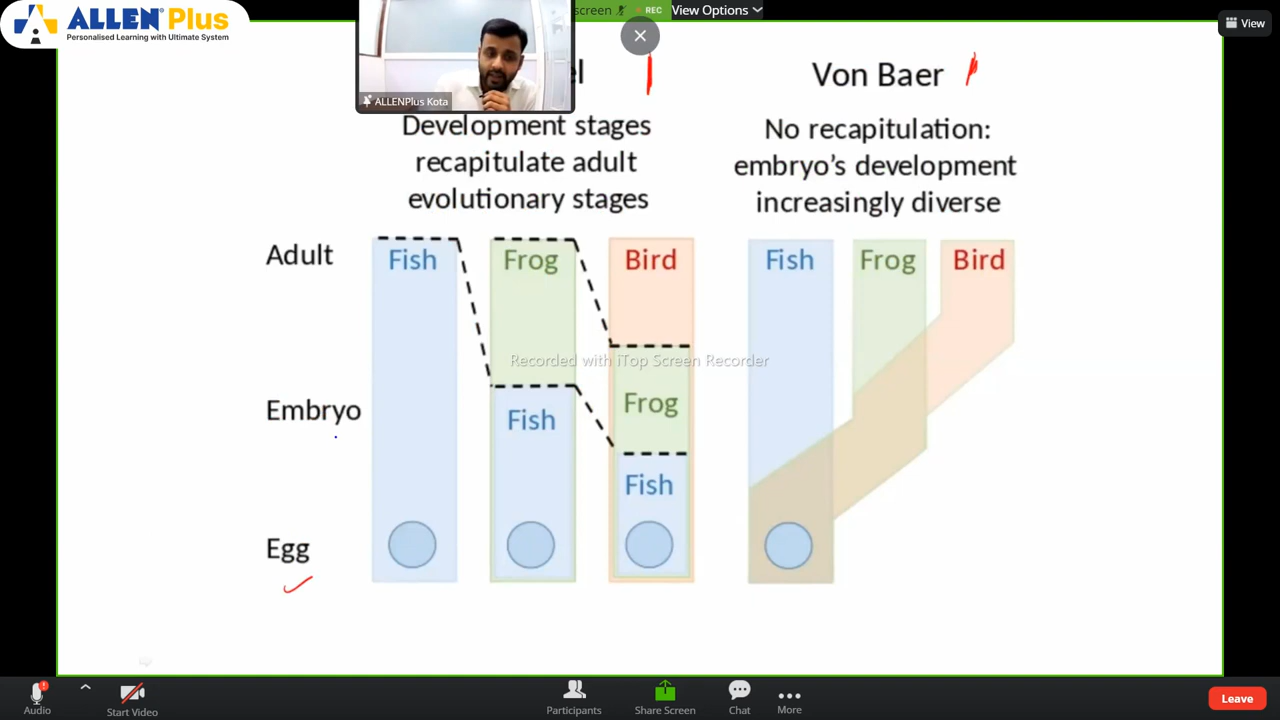 ALLEN Plus
Personalised Learning with Ultimate System
screen
REC
View Options
View
ALLENPlus Kota
Von Baer
Development stages
recapitulate adult
evolutionary stages
No recapitulation:
embryo's development
increasingly diverse
Adult
Fish
Frog
Bird
Fish
Frog
Bird
Recorded with iTop Screen Recorder
Embryo
Fish
Frog
Fish
Egg
Audio
Start Video
Participants
Share Screen
Chat
More
Leave